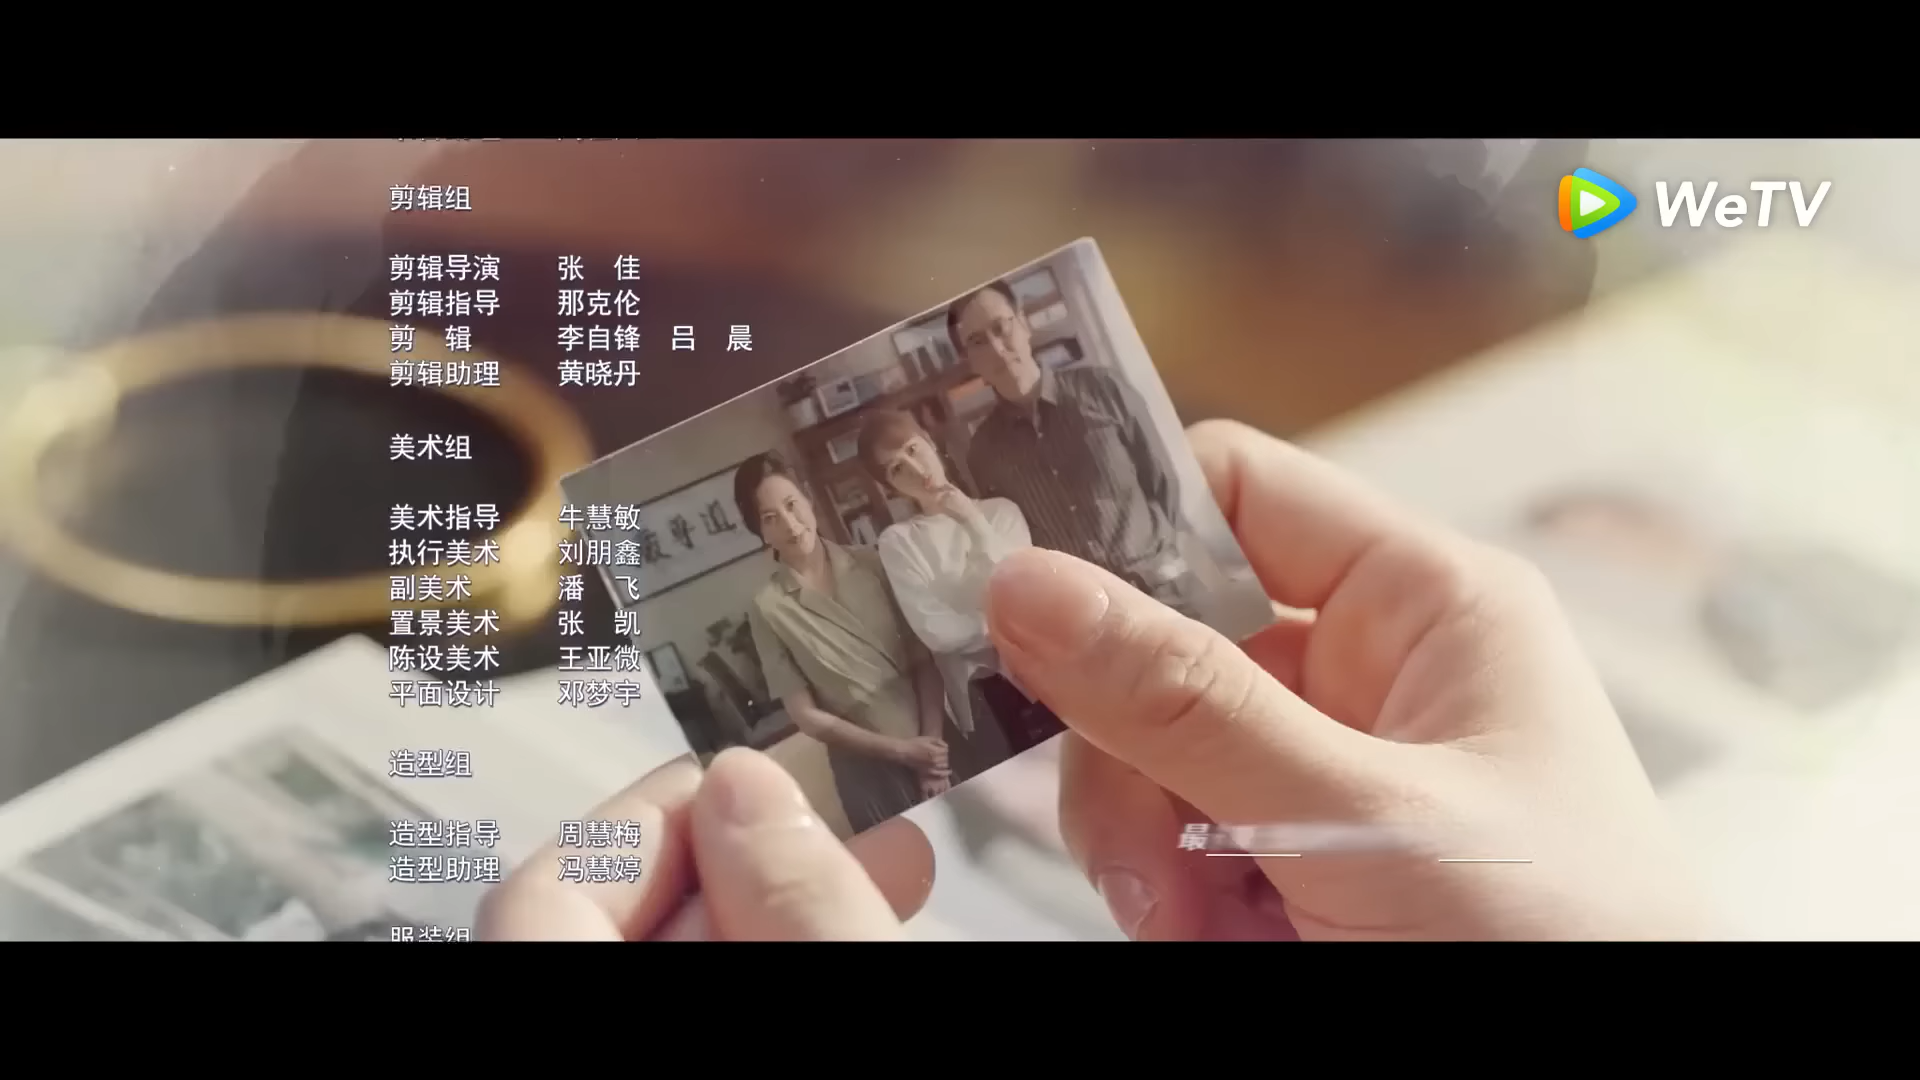 WeTV
剪辑组
剪辑导演 张 佳
剪辑指导 那克伦
剪 辑 李自锋 吕 晨
剪辑助理 黄晓丹
美术组
美术指导 牛慧敏
执行美术 刘朋鑫
副美术 潘 飞
置景美术 张 凯
陈设美术 王亚微
平面设计 邓梦宇
造型组
造型指导 周慧梅
造型助理 冯慧婷
服装组
最